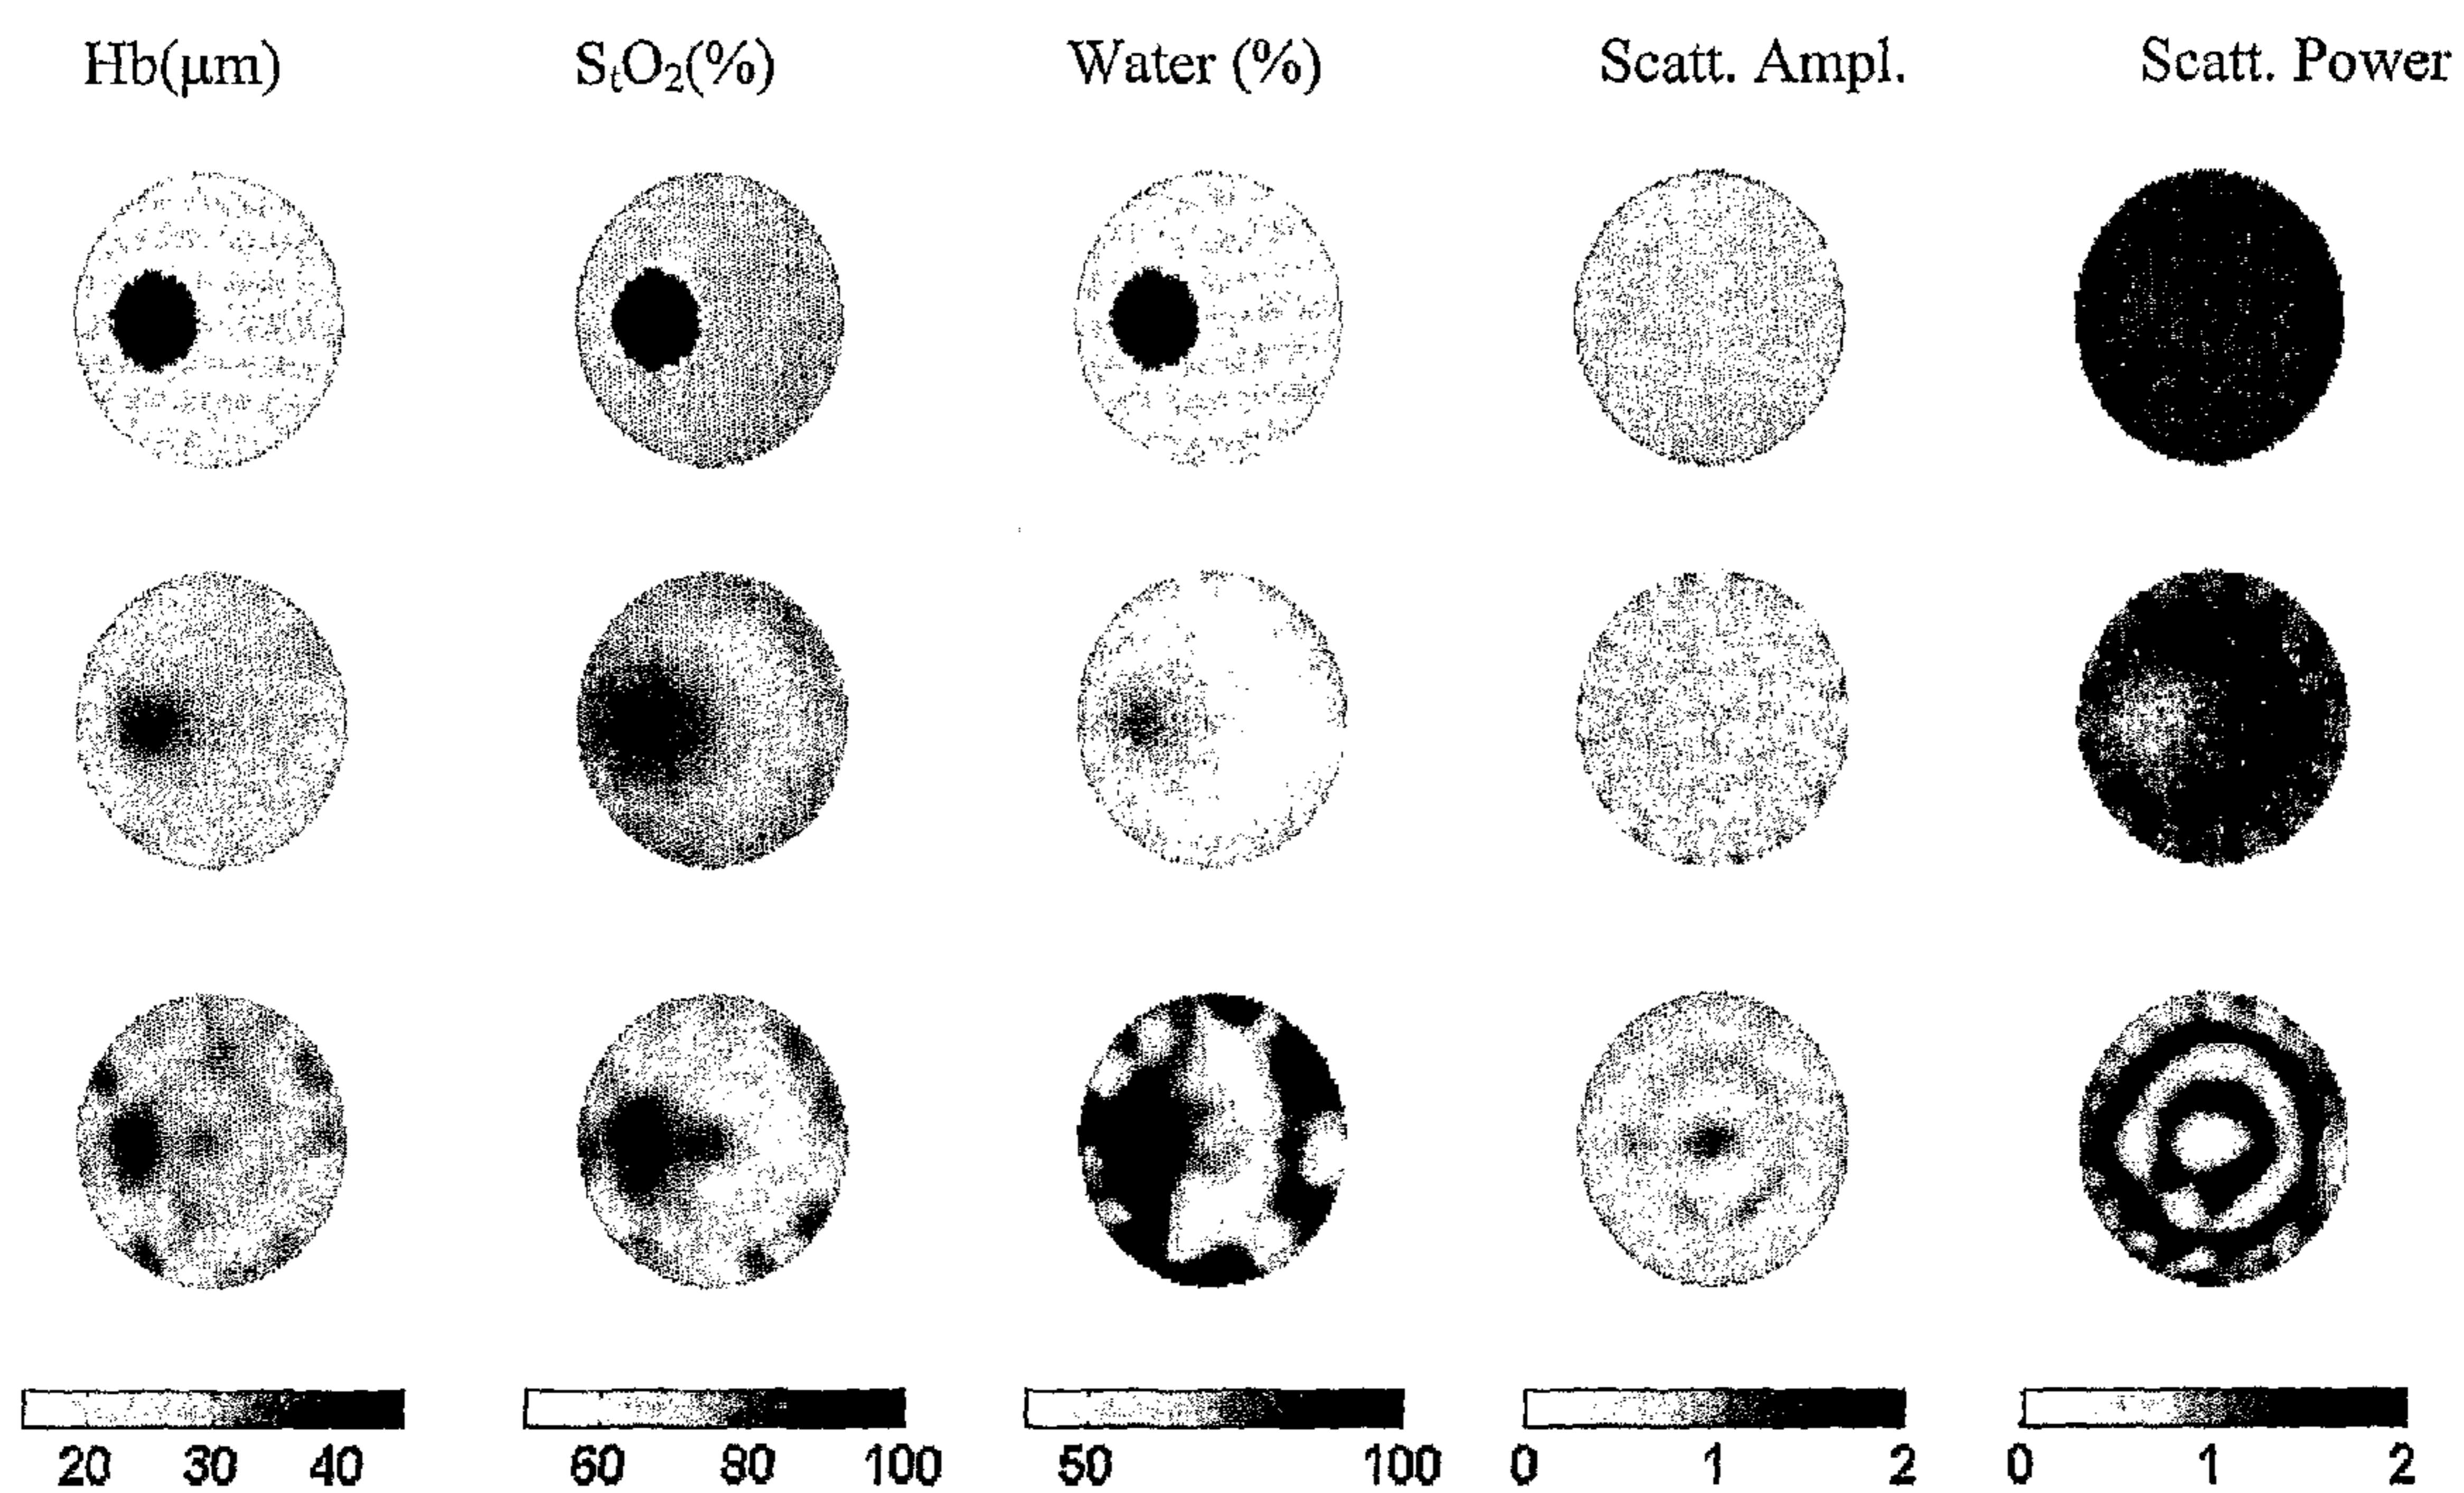 Hb(μm) StO2(%) Water (%) Scatt. Ampl. Scatt. Power
20 30 40 60 80 100 50 100 0 1 2 0 1 2